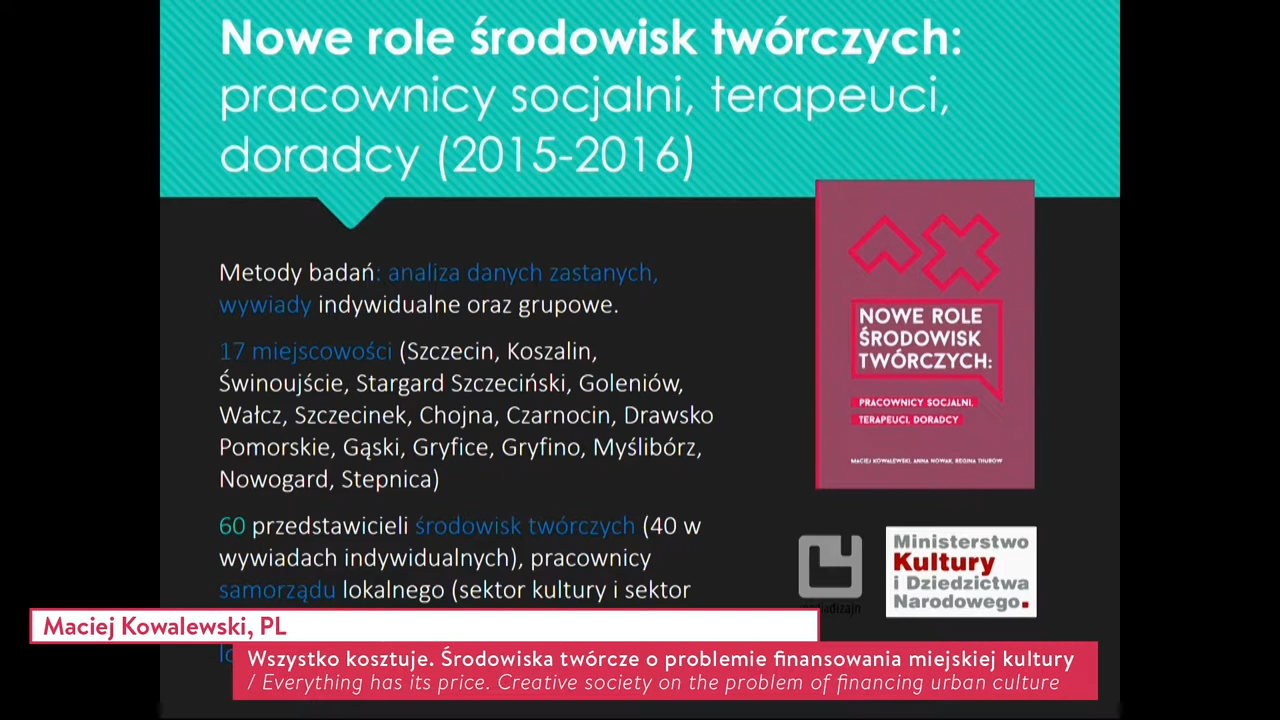 Nowe role środowisk twórczych:
pracownicy socjalni, terapeuci,
doradcy (2015-2016)
Metody badań: analiza danych zastanych,
wywiady indywidualne oraz grupowe.
17 miejscowości (Szczecin, Koszalin,
Świnoujście, Stargard Szczeciński, Goleniów,
Wałcz, Szczecinek, Chojna, Czarnocin, Drawsko
Pomorskie, Gąski, Gryfice, Gryfino, Myślibórz,
Nowogard, Stepnica)
60 przedstawicieli środowisk twórczych (40 w
wywiadach indywidualnych), pracownicy
samorządu lokalnego (sektor kultury i sektor
NOWE ROLE
ŚRODOWISK
TWÓRCZYCH:
PRACOWNICY SOCJALNI,
TERAPEUCI, DORADCY
MACIEJ KOWALEWSKI, ANNA NOWAK, REGINA THUROW
Ministerstwo
Kultury
i Dziedzictwa
Narodowego.
Maciej Kowalewski, PL
Wszystko kosztuje. Środowiska twórcze o problemie finansowania miejskiej kultury
/ Everything has its price. Creative society on the problem of financing urban culture